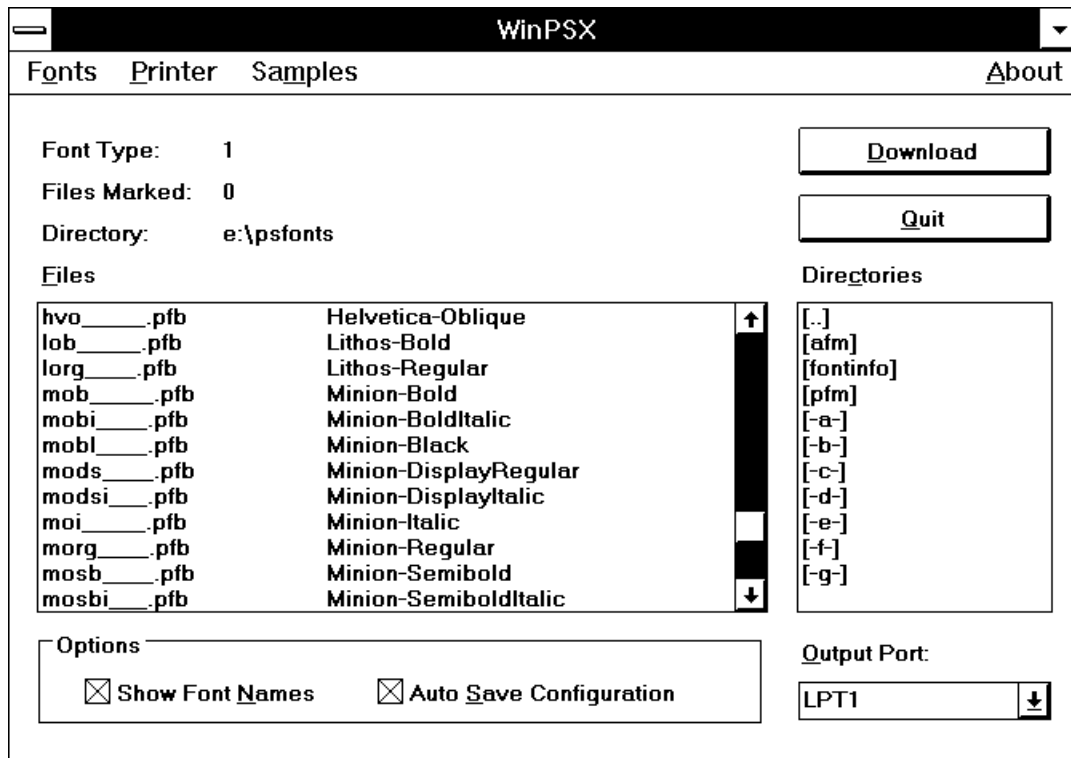 WinPSX
Fonts Printer Samples About
Font Type: 1
Files Marked: 0
Directory: e:\psfonts
Download
Quit
Files
hvo_____.pfb Helvetica-Oblique
lob_____.pfb Lithos-Bold
lorg____.pfb Lithos-Regular
mob_____.pfb Minion-Bold
mobi____.pfb Minion-BoldItalic
mobl____.pfb Minion-Black
mods____.pfb Minion-DisplayRegular
modsi___.pfb Minion-DisplayItalic
moi_____.pfb Minion-Italic
morg____.pfb Minion-Regular
mosb____.pfb Minion-Semibold
mosbi___.pfb Minion-SemiboldItalic
Directories
[..]
[afm]
[fontinfo]
[pfm]
[-a-]
[-b-]
[-c-]
[-d-]
[-e-]
[-f-]
[-g-]
Options
Show Font Names Auto Save Configuration
Output Port:
LPT1